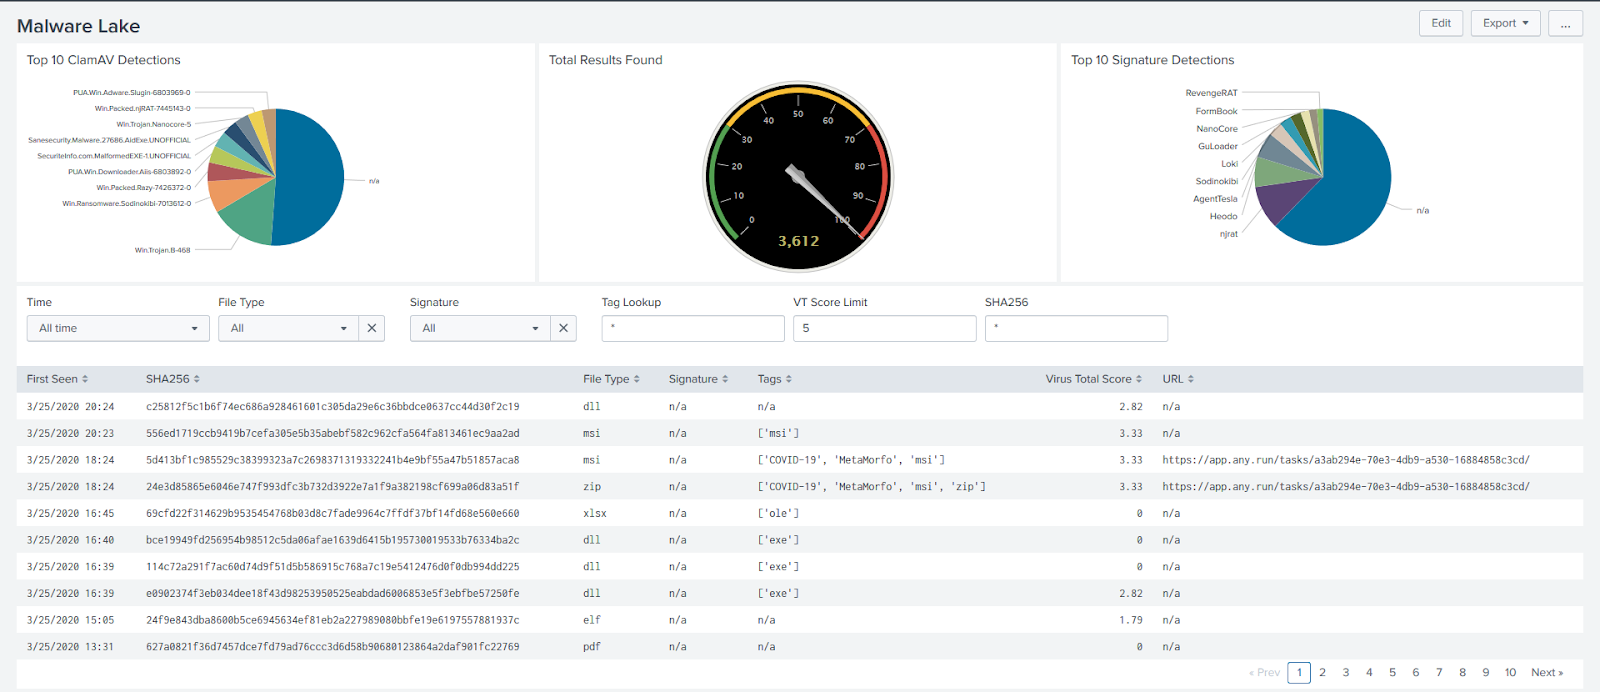 Malware Lake
Edit
Export
...
Top 10 ClamAV Detections
PUA.Win.Adware.Slugin-6803969-0
Win.Packed.njRAT-7445143-0
Win.Trojan.Nanocore-5
Sanesecurity.Malware.27686.AidExe.UNOFFICIAL
SecuriteInfo.com.MalformedEXE-1.UNOFFICIAL
PUA.Win.Downloader.Aiis-6803892-0
Win.Packed.Razy-7426372-0
Win.Ransomware.Sodinokibi-7013612-0
Win.Trojan.B-468
n/a
Total Results Found
0
10
20
30
40
50
60
70
80
90
100
3,612
Top 10 Signature Detections
RevengeRAT
FormBook
NanoCore
GuLoader
Loki
Sodinokibi
AgentTesla
Heodo
njrat
n/a
Time File Type Signature Tag Lookup VT Score Limit SHA256
All time All All * 5 *
First Seen SHA256 File Type Signature Tags Virus Total Score URL
3/25/2020 20:24 c25812f5c1b6f74ec686a928461601c305da29e6c36bbdce0637cc44d30f2c19 dll n/a n/a 2.82 n/a
3/25/2020 20:23 556ed1719ccb9419b7cefa305e5b35abebf582c962cfa564fa813461ec9aa2ad msi n/a ['msi'] 3.33 n/a
3/25/2020 18:24 5d413bf1c985529c38399323a7c2698371319332241b4e9bf55a47b51857aca8 msi n/a ['COVID-19', 'MetaMorfo', 'msi'] 3.33 https://app.any.run/tasks/a3ab294e-70e3-4db9-a530-16884858c3cd/
3/25/2020 18:24 24e3d85865e6046e747f993dfc3b732d3922e7a1f9a382198cf699a06d83a51f zip n/a ['COVID-19', 'MetaMorfo', 'msi', 'zip'] 3.33 https://app.any.run/tasks/a3ab294e-70e3-4db9-a530-16884858c3cd/
3/25/2020 16:45 69cfd22f314629b9535454768b03d8c7fade9964c7ffdf37bf14fd68e560e660 xlsx n/a ['ole'] 0 n/a
3/25/2020 16:40 bce19949fd256954b98512c5da06afae1639d6415b195730019533b76334ba2c dll n/a ['exe'] 0 n/a
3/25/2020 16:39 114c72a291f7ac60d74d9f51d5b586915c768a7c19e5412476d0f0db994dd225 dll n/a ['exe'] 0 n/a
3/25/2020 16:39 e0902374f3eb034dee18f43d98253950525eabdad6006853e5f3ebfbe57250fe dll n/a ['exe'] 2.82 n/a
3/25/2020 15:05 24f9e843dba8600b5ce6945634ef81eb2a227989080bbfe19e6197557881937c elf n/a n/a 1.79 n/a
3/25/2020 13:31 627a0821f36d7457dce7fd79ad76ccc3d6d58b90680123864a2daf901fc22769 pdf n/a n/a 0 n/a
« Prev 1 2 3 4 5 6 7 8 9 10 Next »